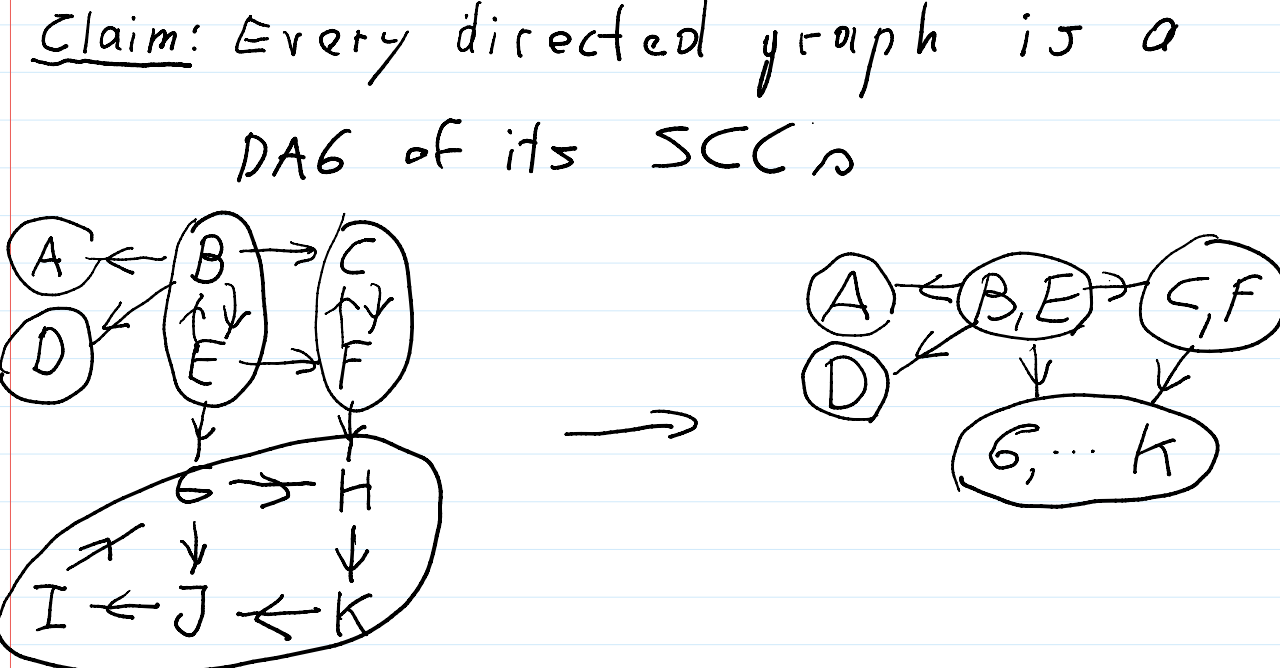 Claim: Every directed graph is a
DAG of its SCCs
A B C
D E F
G H
I J K
A B,E C,F
D
G,... K